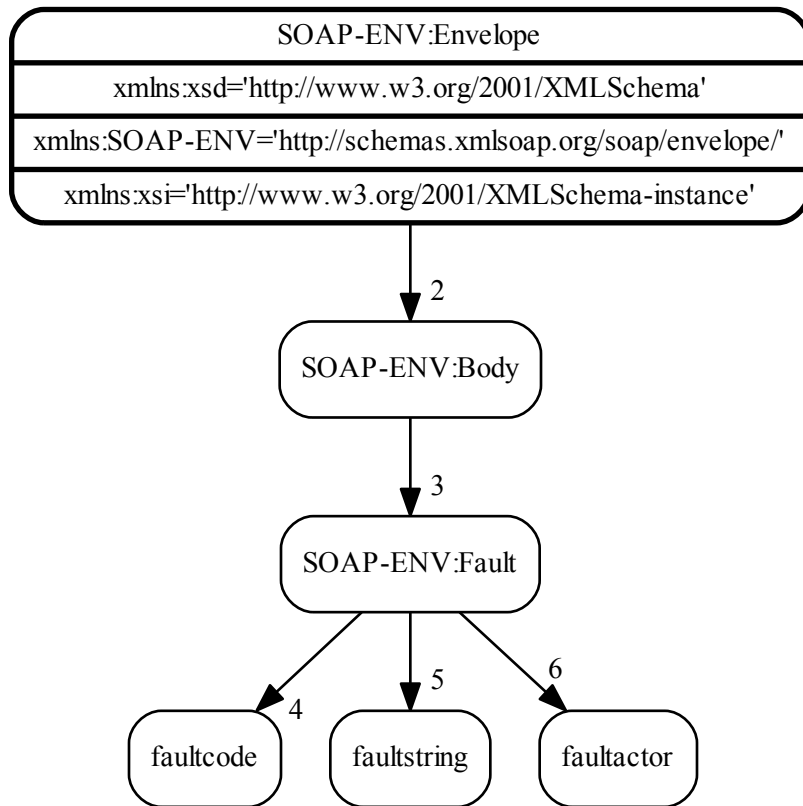 SOAP-ENV:Envelope
xmlns:xsd='http://www.w3.org/2001/XMLSchema'
xmlns:SOAP-ENV='http://schemas.xmlsoap.org/soap/envelope/'
xmlns:xsi='http://www.w3.org/2001/XMLSchema-instance'
2
SOAP-ENV:Body
3
SOAP-ENV:Fault
4
5
6
faultcode
faultstring
faultactor